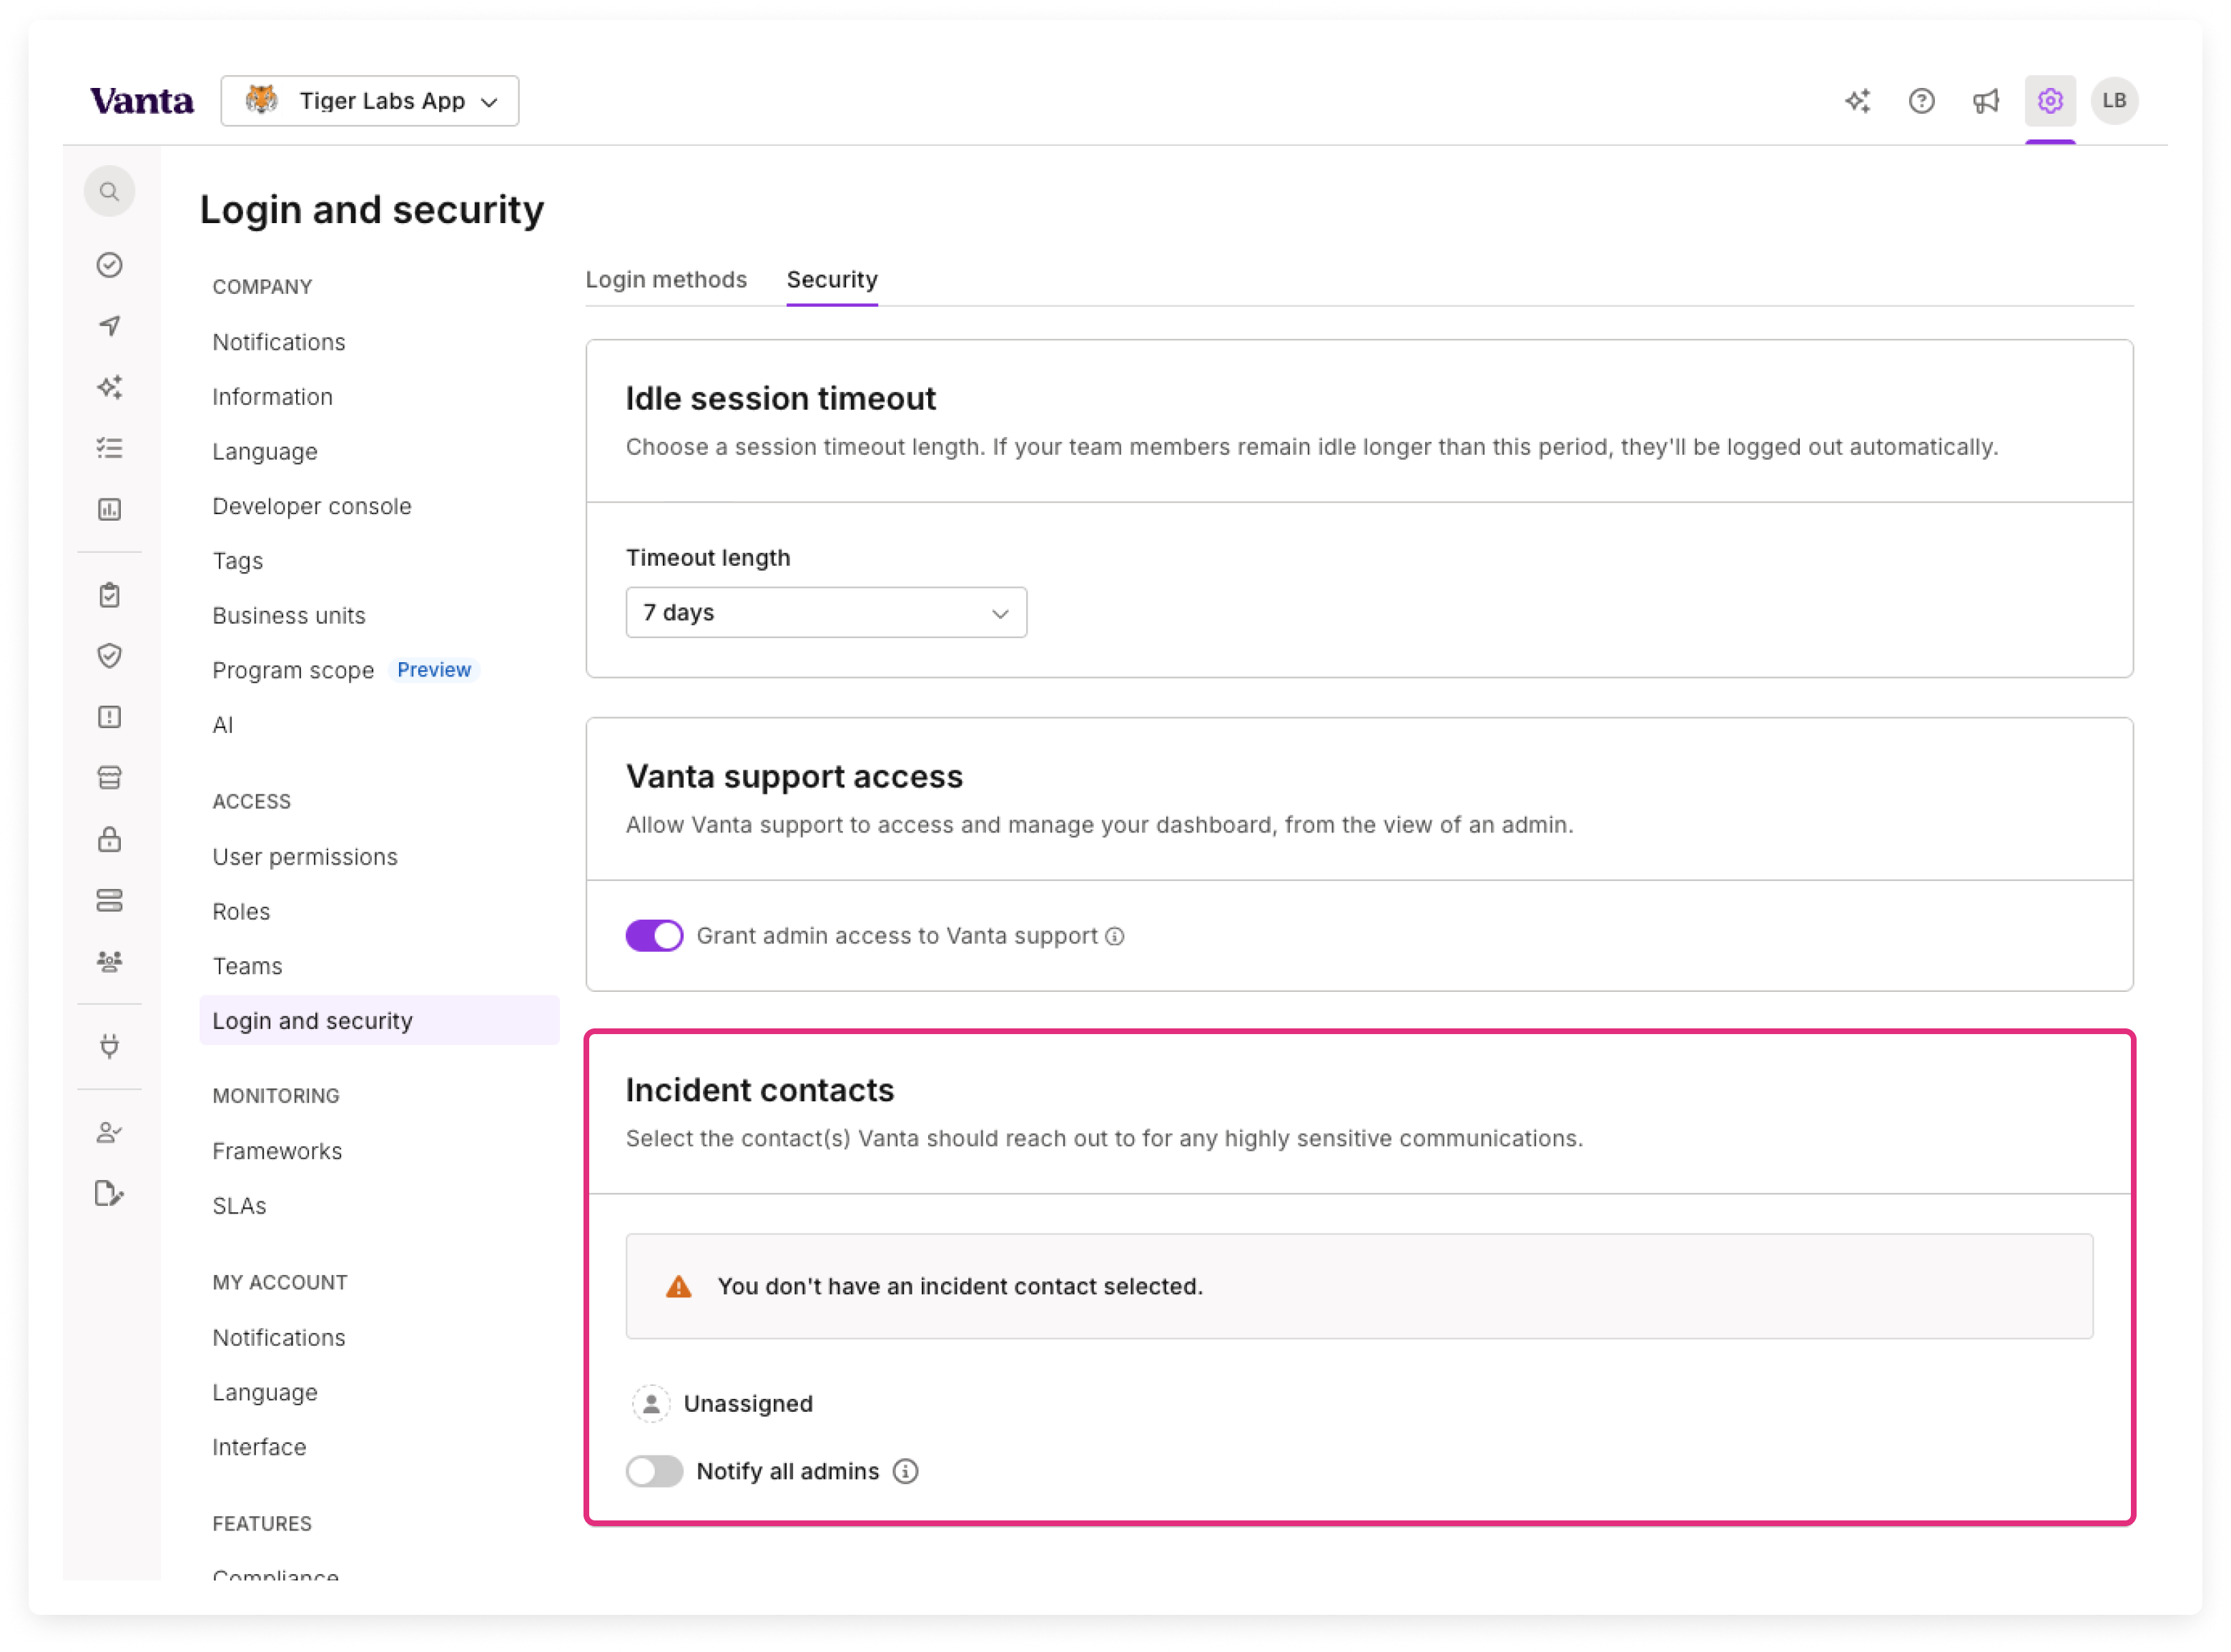 Vanta
Tiger Labs App
LB
Login and security
COMPANY
Notifications
Information
Language
Developer console
Tags
Business units
Program scope Preview
AI
ACCESS
User permissions
Roles
Teams
Login and security
MONITORING
Frameworks
SLAs
MY ACCOUNT
Notifications
Language
Interface
FEATURES
Compliance
Login methods Security
Idle session timeout
Choose a session timeout length. If your team members remain idle longer than this period, they'll be logged out automatically.
Timeout length
7 days
Vanta support access
Allow Vanta support to access and manage your dashboard, from the view of an admin.
Grant admin access to Vanta support
Incident contacts
Select the contact(s) Vanta should reach out to for any highly sensitive communications.
You don't have an incident contact selected.
Unassigned
Notify all admins